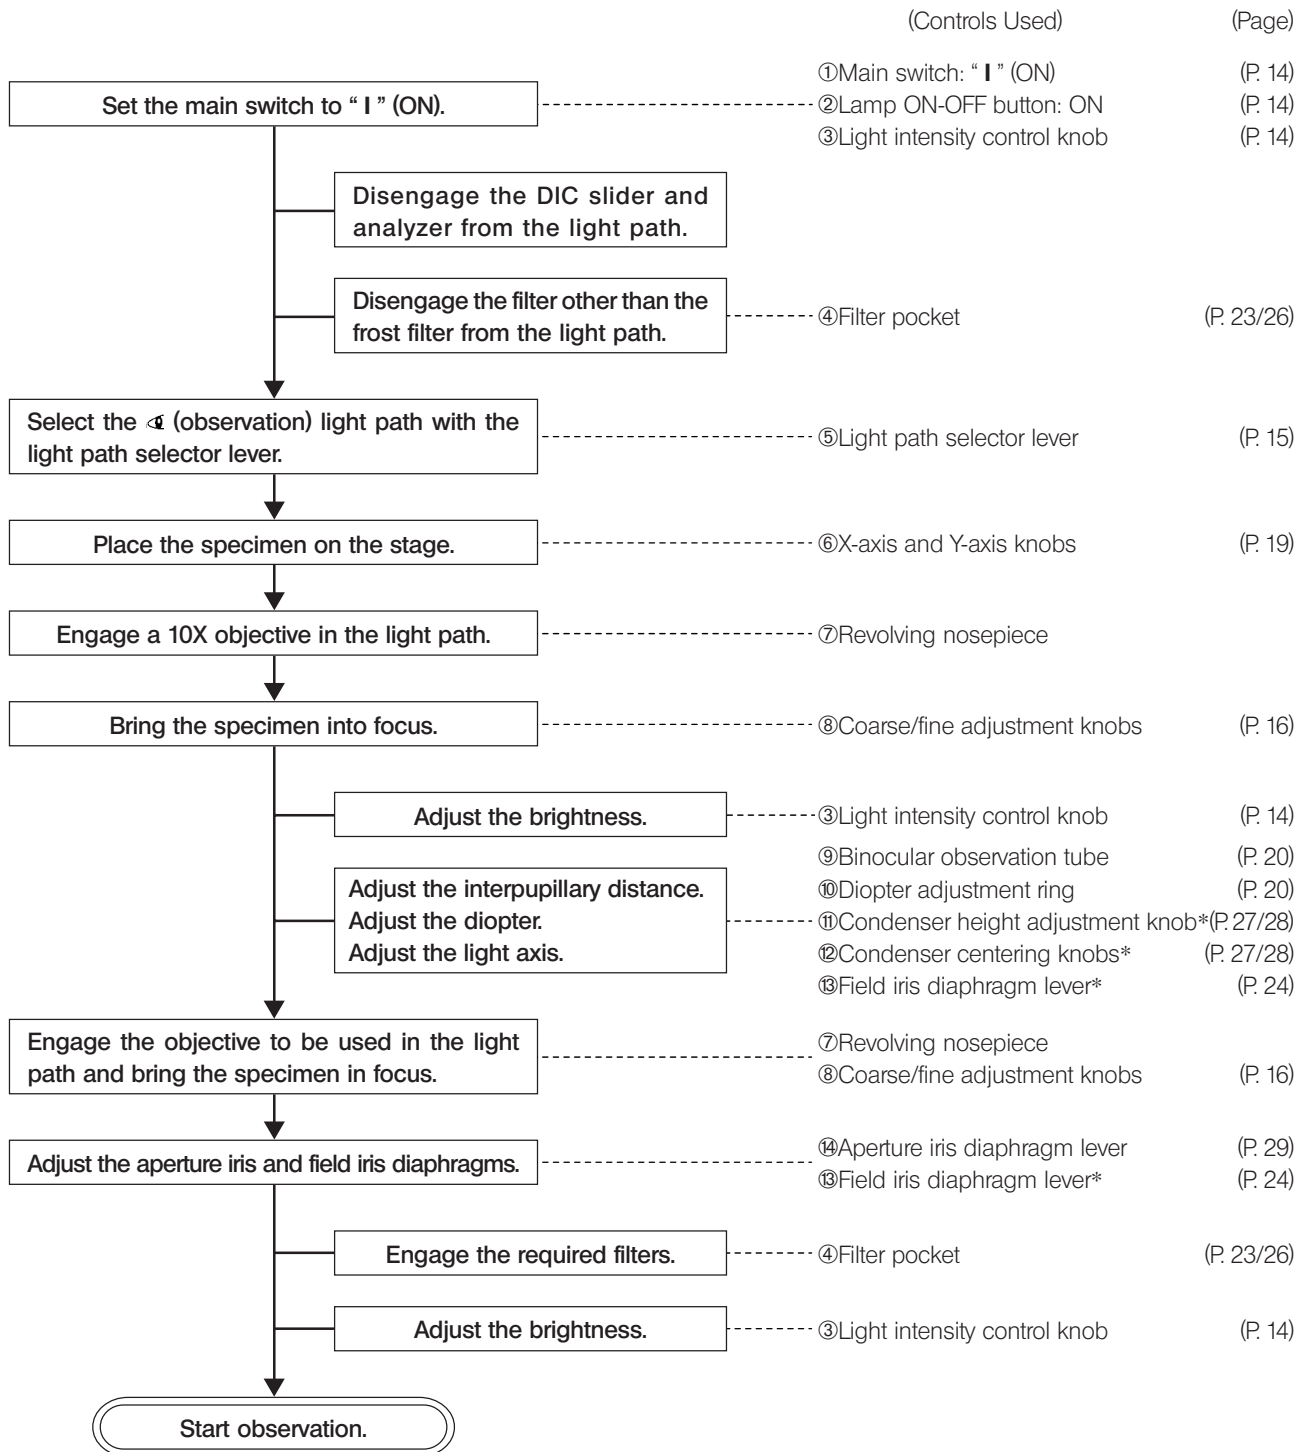 (Controls Used) (Page)
①Main switch: “ I ” (ON) (P. 14)
Set the main switch to “ I ” (ON). ②Lamp ON-OFF button: ON (P. 14)
③Light intensity control knob (P. 14)
Disengage the DIC slider and
analyzer from the light path.
Disengage the filter other than the
frost filter from the light path.
④Filter pocket (P. 23/26)
Select the (observation) light path with the
light path selector lever.
⑤Light path selector lever (P. 15)
Place the specimen on the stage. ⑥X-axis and Y-axis knobs (P. 19)
Engage a 10X objective in the light path. ⑦Revolving nosepiece
Bring the specimen into focus. ⑧Coarse/fine adjustment knobs (P. 16)
Adjust the brightness. ③Light intensity control knob (P. 14)
Adjust the interpupillary distance.
Adjust the diopter.
Adjust the light axis.
⑨Binocular observation tube (P. 20)
⑩Diopter adjustment ring (P. 20)
⑪Condenser height adjustment knob*(P. 27/28)
⑫Condenser centering knobs* (P. 27/28)
⑬Field iris diaphragm lever* (P. 24)
Engage the objective to be used in the light
path and bring the specimen in focus.
⑦Revolving nosepiece
⑧Coarse/fine adjustment knobs (P. 16)
Adjust the aperture iris and field iris diaphragms.
⑭Aperture iris diaphragm lever (P. 29)
⑬Field iris diaphragm lever* (P. 24)
Engage the required filters. ④Filter pocket (P. 23/26)
Adjust the brightness. ③Light intensity control knob (P. 14)
Start observation.